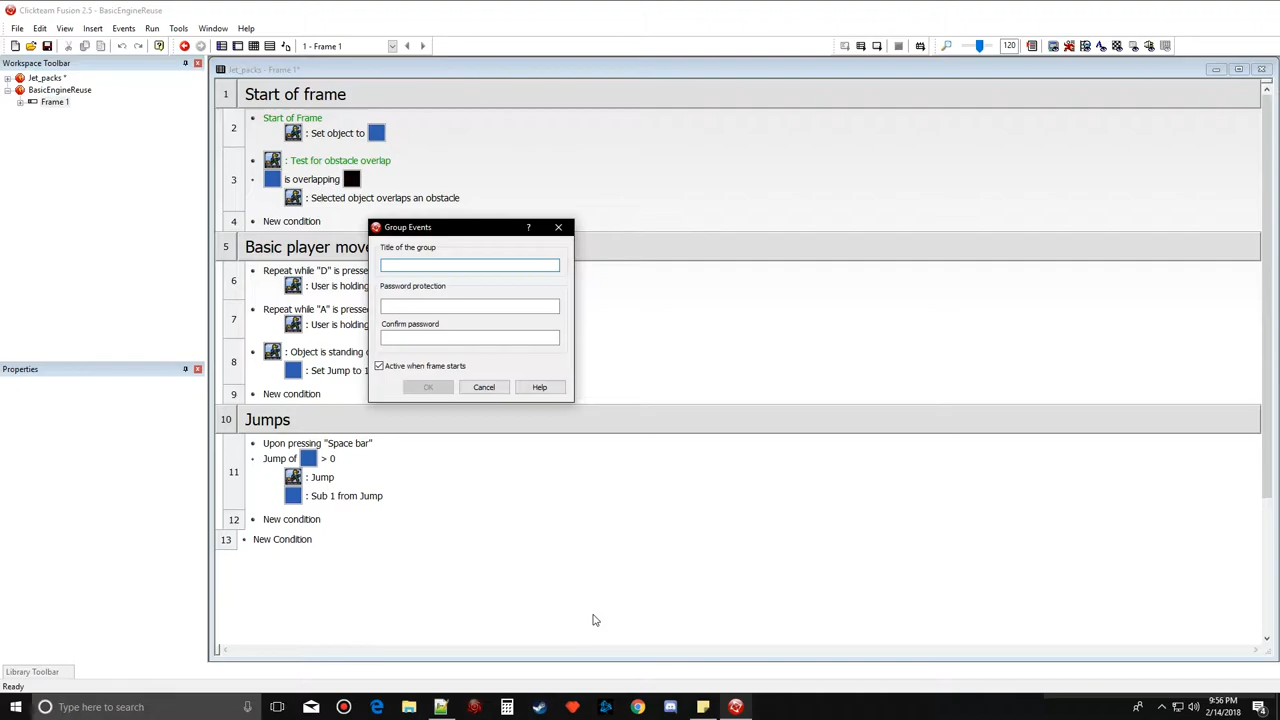 Clickteam Fusion 2.5 - BasicEngineReuse
File Edit View Insert Events Run Tools Window Help
1 - Frame 1
120
Workspace Toolbar
Jet_packs *
BasicEngineReuse
Frame 1
Properties
Library Toolbar
Ready
Jet_packs - Frame 1*
1 Start of frame
2
Start of Frame
: Set object to
3
: Test for obstacle overlap
is overlapping
: Selected object overlaps an obstacle
4 New condition
5 Basic player move
6
Repeat while "D" is presse
: User is holding
7
Repeat while "A" is presse
: User is holding
8
: Object is standing
: Set Jump to 1
9 New condition
10 Jumps
11
Upon pressing "Space bar"
Jump of > 0
: Jump
: Sub 1 from Jump
12 New condition
13 New Condition
Group Events
?
Title of the group
Password protection
Confirm password
Active when frame starts
OK Cancel Help
Type here to search
9:56 PM
2/14/2018
4